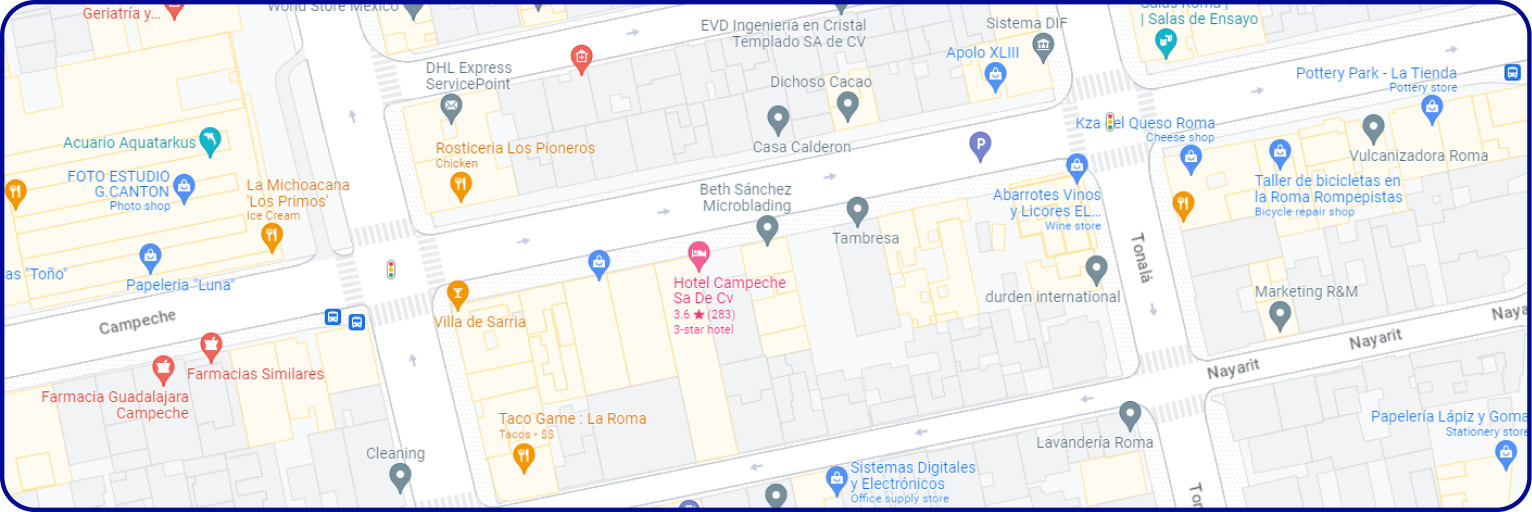 Geriatría y...
World Store Mexico
EVD Ingenieria en Cristal
Templado SA de CV
Sistema DIF
| Salas de Ensayo
DHL Express
ServicePoint
Apolo XLIII
Pottery Park - La Tienda
Pottery store
Dichoso Cacao
Acuario Aquatarkus
Rosticeria Los Pioneros
Chicken
Casa Calderon
P
Kza del Queso Roma
Cheese shop
Vulcanizadora Roma
FOTO ESTUDIO
G.CANTON
Photo shop
La Michoacana
'Los Primos'
Ice Cream
Beth Sánchez
Microblading
Abarrotes Vinos
y Licores EL...
Wine store
Taller de bicicletas en
la Roma Rompepistas
Bicycle repair shop
Tambresa
as "Toño"
Papeleria "Luna"
Hotel Campeche
Sa De Cv
3.6 ★ (283)
3-star hotel
Tonalá
durden international
Marketing R&M
Campeche
Villa de Sarria
Nayarit
Nayarit
Naya
Farmacias Similares
Farmacia Guadalajara
Campeche
Taco Game : La Roma
Tacos • $$
Lavandería Roma
Papelería Lápiz y Goma
Stationery store
Cleaning
Sistemas Digitales
y Electrónicos
Office supply store
Ton